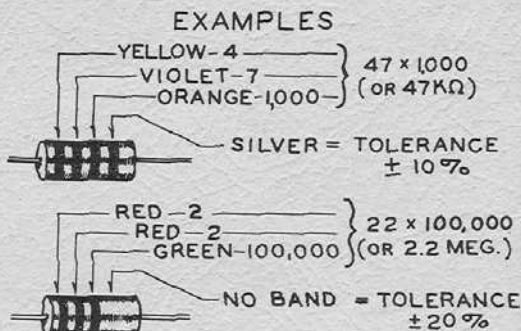 EXAMPLES
YELLOW-4
VIOLET-7
ORANGE-1,000
47 x 1,000
(OR 47KΩ)
SILVER = TOLERANCE
± 10%
RED-2
RED-2
GREEN-100,000
22 x 100,000
(OR 2.2 MEG.)
NO BAND = TOLERANCE
± 20%